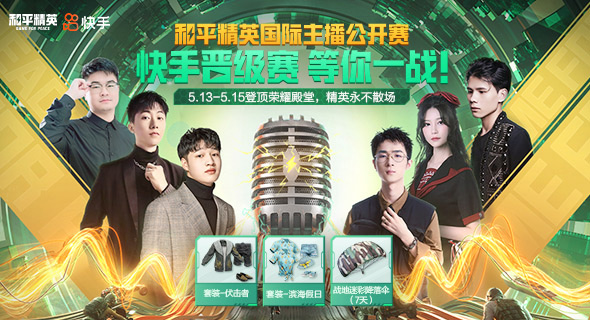 和平精英
GAME FOR PEACE
快手
和平精英国际主播公开赛
快手晋级赛 等你一战!
5.13-5.15登顶荣耀殿堂，精英永不散场
套装-伏击者
套装-滨海假日
战地迷彩降落伞
（7天）